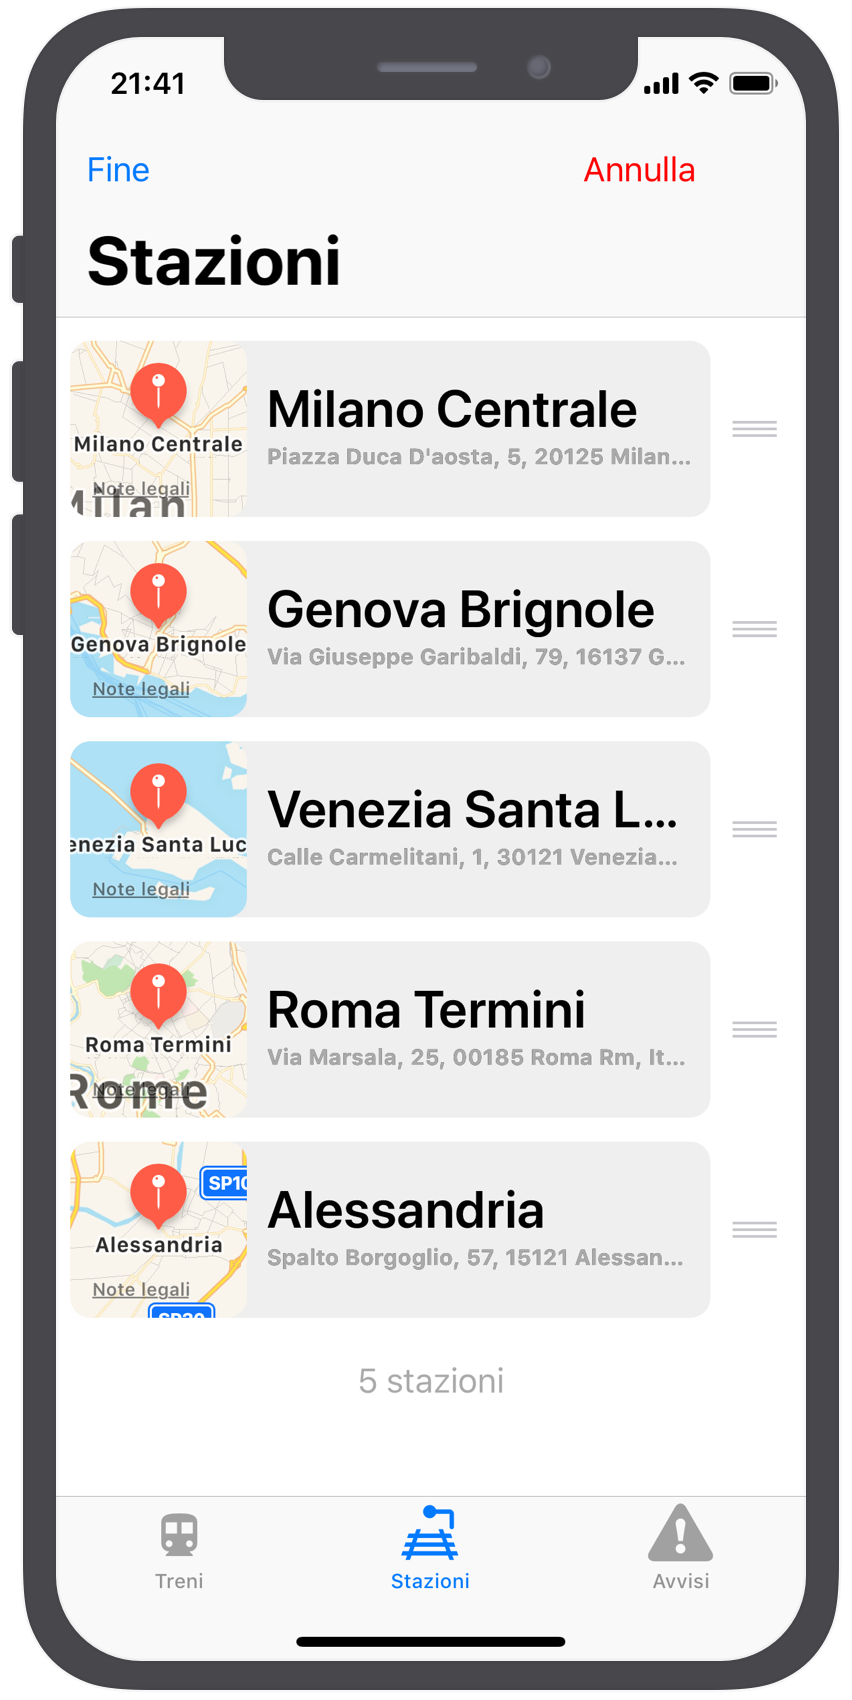 21:41
Fine
Annulla
Stazioni
Milano Centrale
Note legali
Milan
Milano Centrale
Piazza Duca D'aosta, 5, 20125 Milan...
Genova Brignole
Note legali
Genova Brignole
Via Giuseppe Garibaldi, 79, 16137 G...
enezia Santa Luc
Note legali
Venezia Santa L...
Calle Carmelitani, 1, 30121 Venezia...
Roma Termini
Note legali
Rome
Roma Termini
Via Marsala, 25, 00185 Roma Rm, It...
SP10
Alessandria
Note legali
Alessandria
Spalto Borgoglio, 57, 15121 Alessan...
5 stazioni
Treni
Stazioni
Avvisi